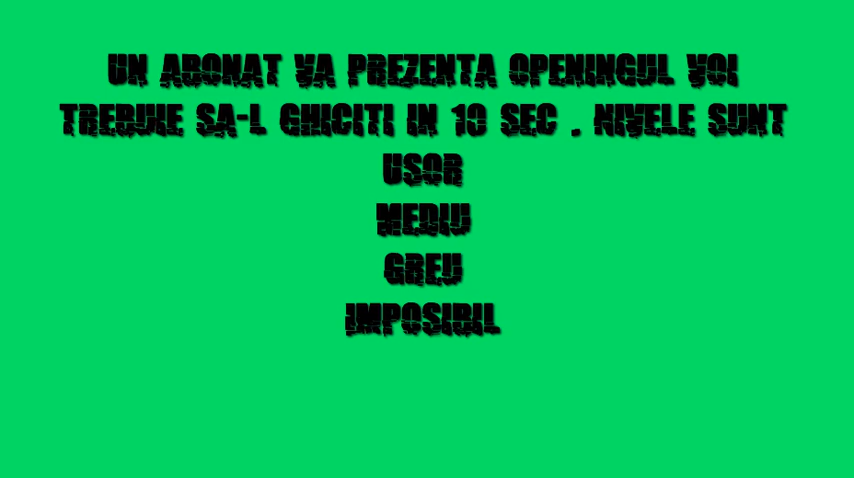 UN ABONAT VA PREZENTA OPENINGUL VOI
TREBUIE SA-L GHICITI IN 10 SEC . NIVELE SUNT
USOR
MEDIU
GREU
IMPOSIBIL